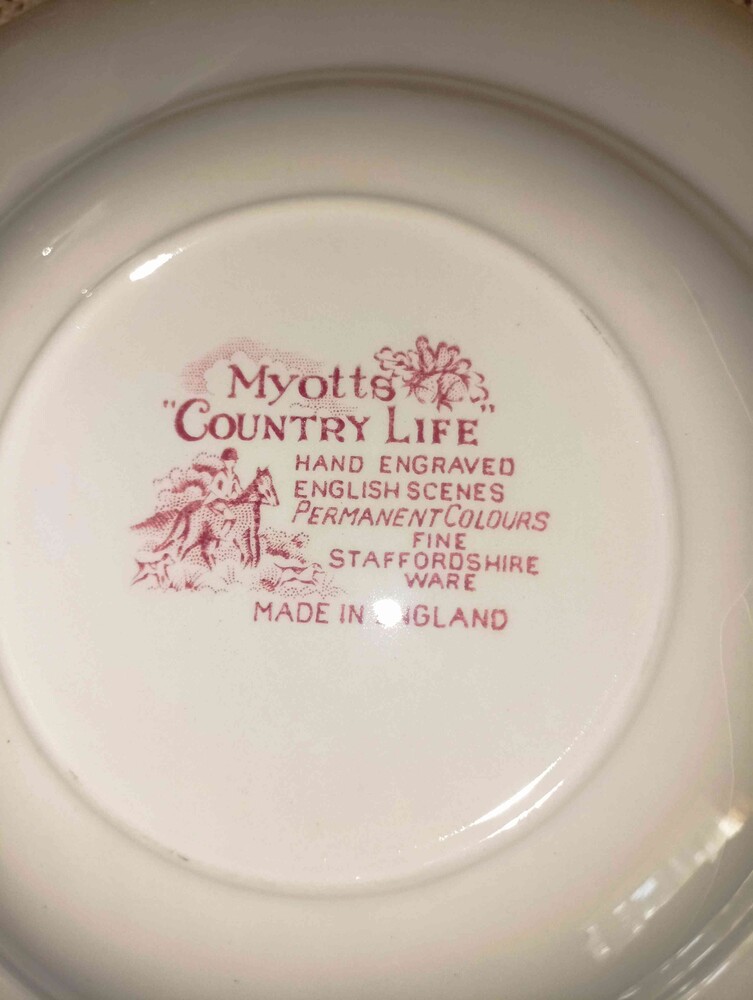 Myotts
"COUNTRY LIFE"
HAND ENGRAVED
ENGLISH SCENES
PERMANENT COLOURS
FINE
STAFFORDSHIRE
WARE
MADE IN ENGLAND